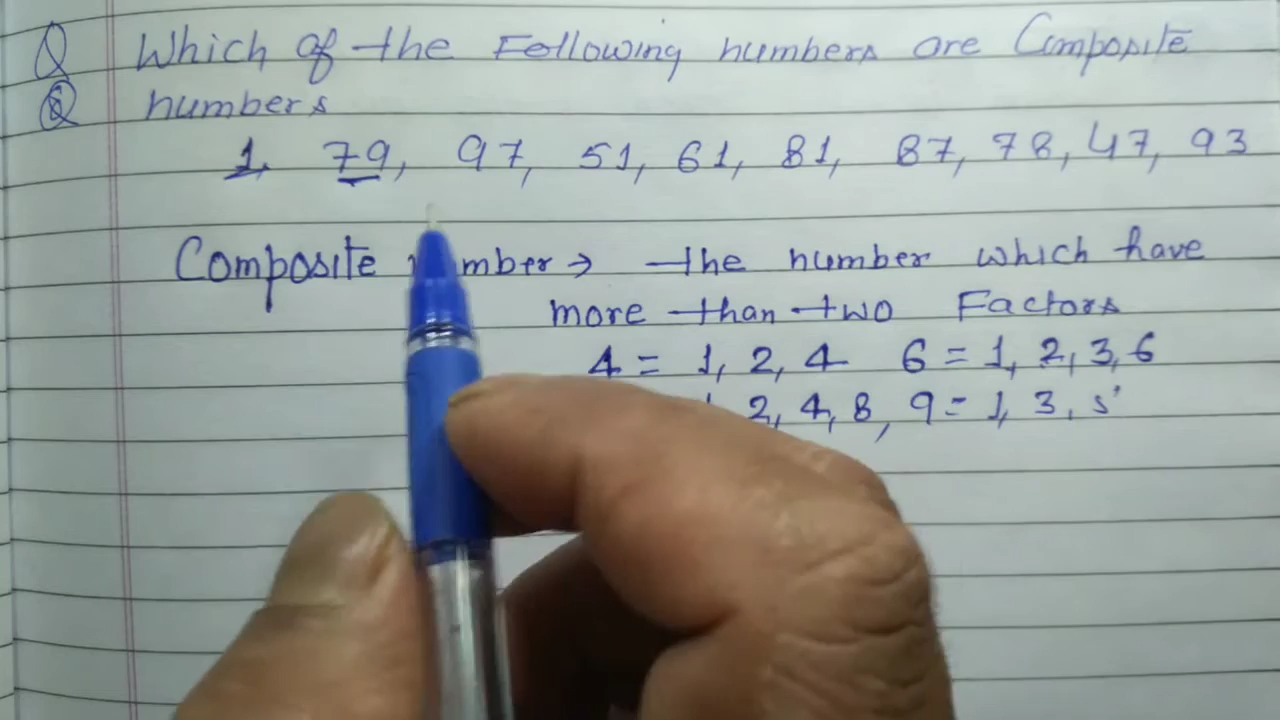 Q Which of the Following numbers are Composite
Q numbers
1, 79, 97, 51, 61, 81, 87, 78, 47, 93
Composite mber → the number which have
more than two Factors
4 = 1, 2, 4 6 = 1, 2, 3, 6
2, 4, 8, 9 = 1, 3,